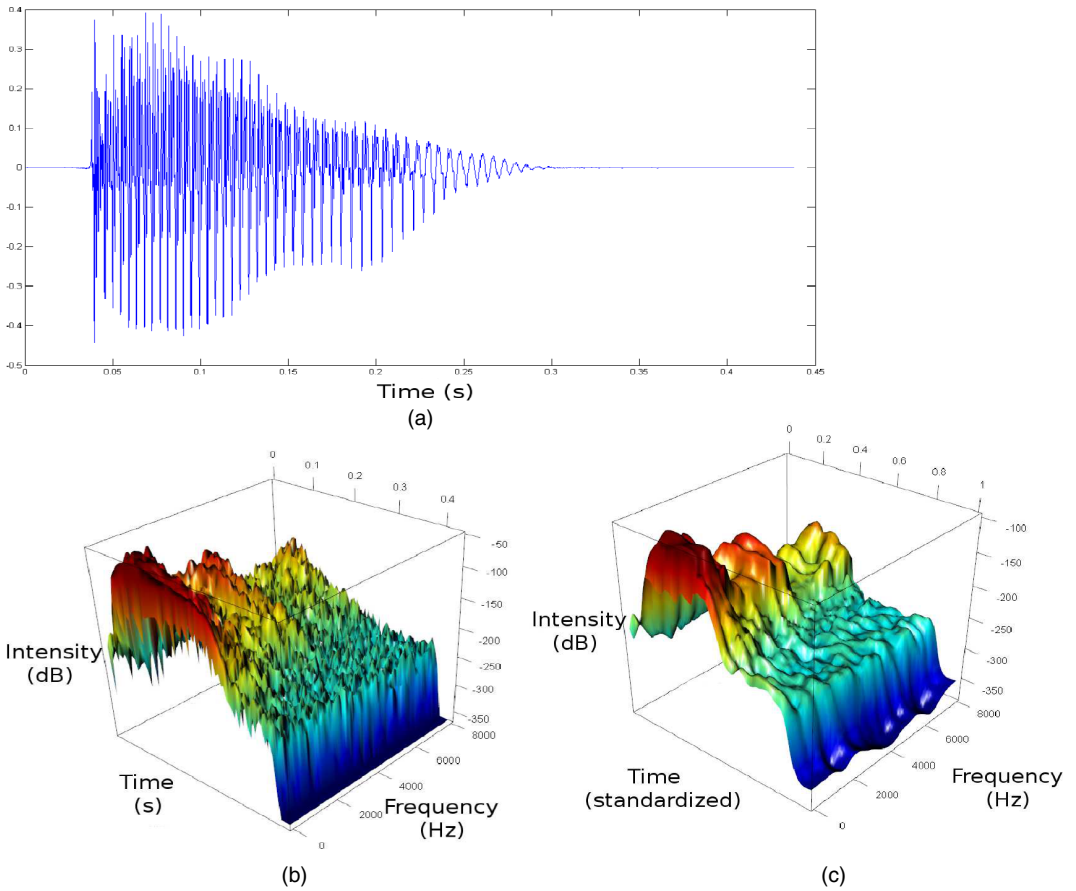 0.4
0.3
0.2
0.1
0
-0.1
-0.2
-0.3
-0.4
-0.5
0 0.05 0.1 0.15 0.2 0.25 0.3 0.35 0.4 0.45
Time (s)
(a)
0 0.1 0.2 0.3 0.4
-50
-100
-150
-200
-250
-300
-350
Intensity
(dB)
Time
(s)
0 2000 4000 6000 8000
Frequency
(Hz)
(b)
0 0.2 0.4 0.6 0.8 1
-100
-150
-200
-250
-300
-350
Intensity
(dB)
Time
(standardized)
0 2000 4000 6000 8000
Frequency
(Hz)
(c)